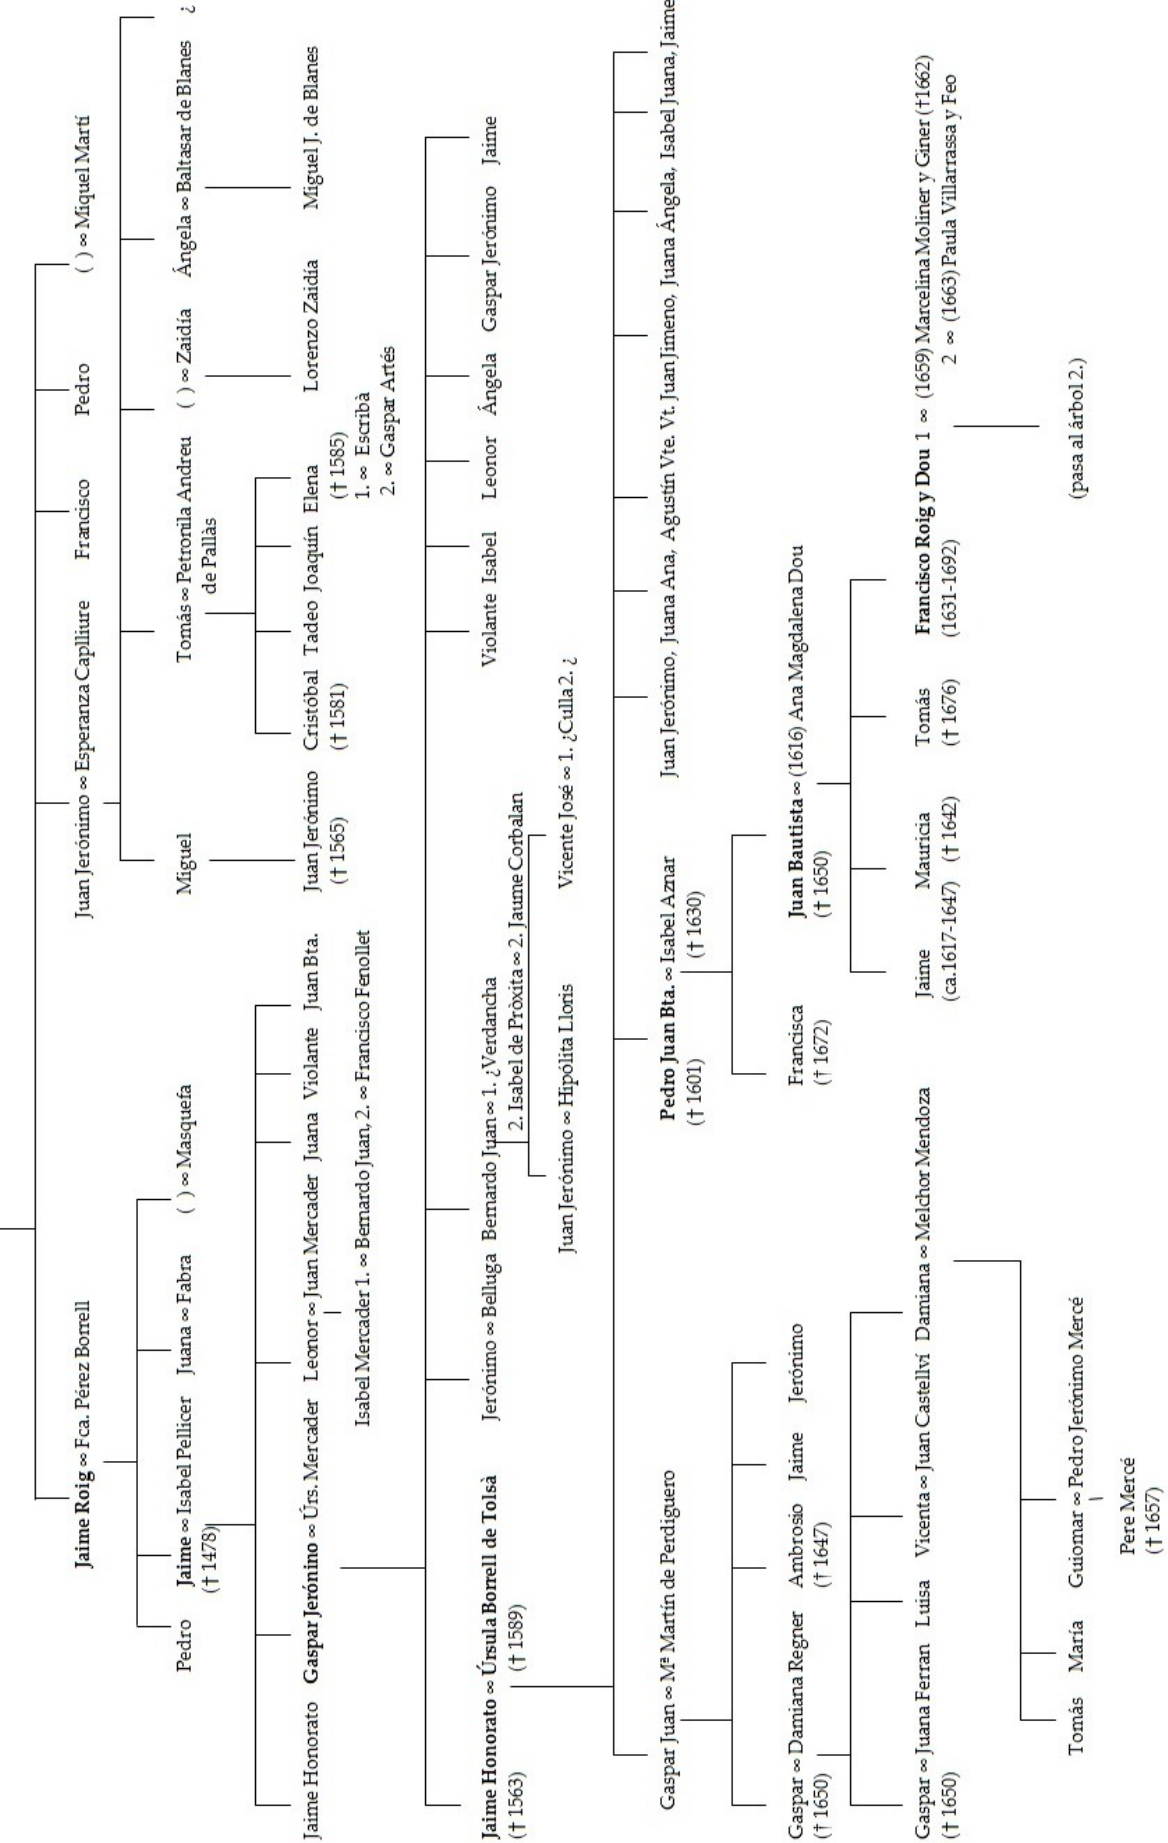 Jaime Roig ∞ Fca. Pérez Borrell
Juan Jerónimo ∞ Esperanza Caplliure
Francisco
Pedro
( ) ∞ Miquel Martí
Pedro
Jaime ∞ Isabel Pellicer
(† 1478)
Juana ∞ Fabra
( ) ∞ Masquefa
Miguel
Tomás ∞ Petronila Andreu
de Pallàs
( ) ∞ Zaidía
Ángela ∞ Baltasar de Blanes
¿
Jaime Honorato
Gaspar Jerónino ∞ Úrs. Mercader
Leonor ∞ Juan Mercader
Juana
Violante
Juan Bta.
Juan Jerónimo
(† 1565)
Cristóbal
(† 1581)
Tadeo
Joaquín
Elena
(† 1585)
1. ∞ Escribà
2. ∞ Gaspar Artés
Lorenzo Zaidía
Miguel J. de Blanes
Isabel Mercader 1. ∞ Bernardo Juan, 2. ∞ Francisco Fenollet
Jaime Honorato ∞ Úrsula Borrell de Tolsà
(† 1563)
(† 1589)
Jerónimo ∞ Belluga
Bernardo Juan ∞ 1. ¿Verdancha
2. Isabel de Pròxita ∞ 2. Jaume Corbalan
Violante
Isabel
Leonor
Ángela
Gaspar Jerónimo
Jaime
Juan Jerónimo ∞ Hipólita Lloris
Vicente José ∞ 1. ¿Culla 2. ¿
Gaspar Juan ∞ Mª Martín de Perdiguero
Pedro Juan Bta. ∞ Isabel Aznar
(† 1601)
(† 1630)
Juan Jerónimo, Juana Ana, Agustín Vte. Vt. Juan Jimeno, Juana Ángela, Isabel Juana, Jaime
Gaspar ∞ Damiana Regner
(† 1650)
Ambrosio
(† 1647)
Jaime
Jerónimo
Francisca
(† 1672)
Juan Bautista ∞ (1616) Ana Magdalena Dou
(† 1650)
Gaspar ∞ Juana Ferran
(† 1650)
Luisa
Vicenta ∞ Juan Castellví
Damiana ∞ Melchor Mendoza
Jaime
(ca.1617-1647)
Mauricia
(† 1642)
Tomás
(† 1676)
Francisco Roig y Dou 1 ∞ (1659) Marcelina Moliner y Giner († 1662)
(1631-1692)
2 ∞ (1663) Paula Villarrassa y Feo
Tomás
María
Guiomar ∞ Pedro Jerónimo Mercé
(pasa al árbol 2.)
Pere Mercé
(† 1657)